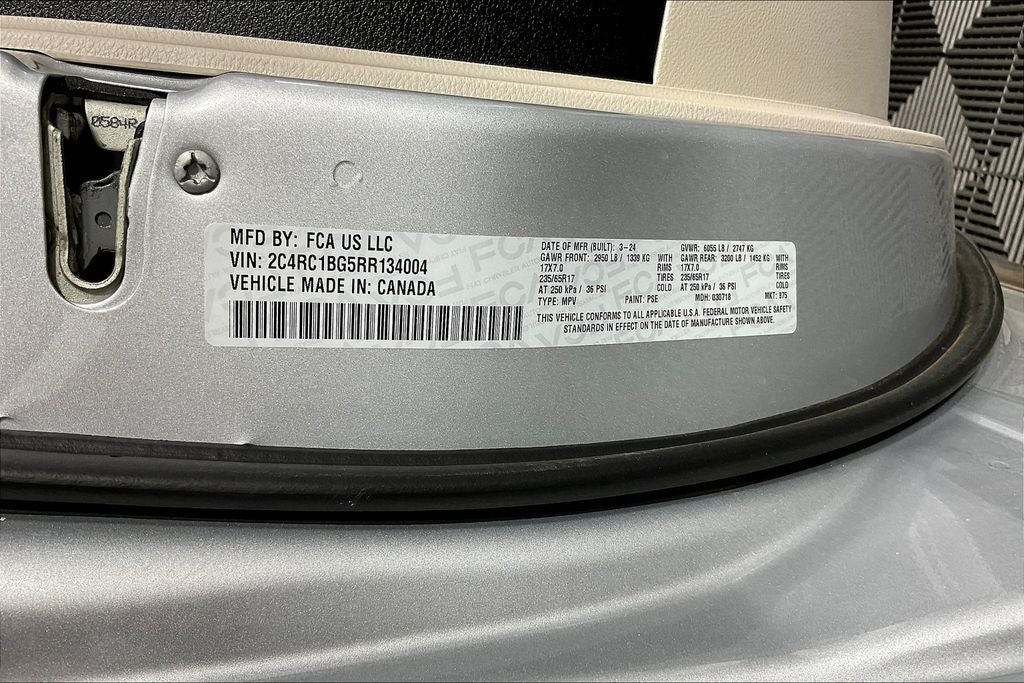 0584R
MFD BY: FCA US LLC
VIN: 2C4RC1BG5RR134004
VEHICLE MADE IN: CANADA
DATE OF MFR (BUILT): 3-24 GVWR: 6055 LB / 2747 KG
GAWR FRONT: 2950 LB / 1339 KG WITH GAWR REAR: 3200 LB / 1452 KG WITH
17X7.0 TIRES 17X7.0 TIRES
235/65R17 COLD 235/65R17 COLD
AT 250 kPa / 36 PSI AT 250 kPa / 36 PSI
TYPE: MPV PAINT: PSE MDH: 030718 MKT: 875
THIS VEHICLE CONFORMS TO ALL APPLICABLE U.S.A. FEDERAL MOTOR VEHICLE SAFETY
STANDARDS IN EFFECT ON THE DATE OF MANUFACTURE SHOWN ABOVE.